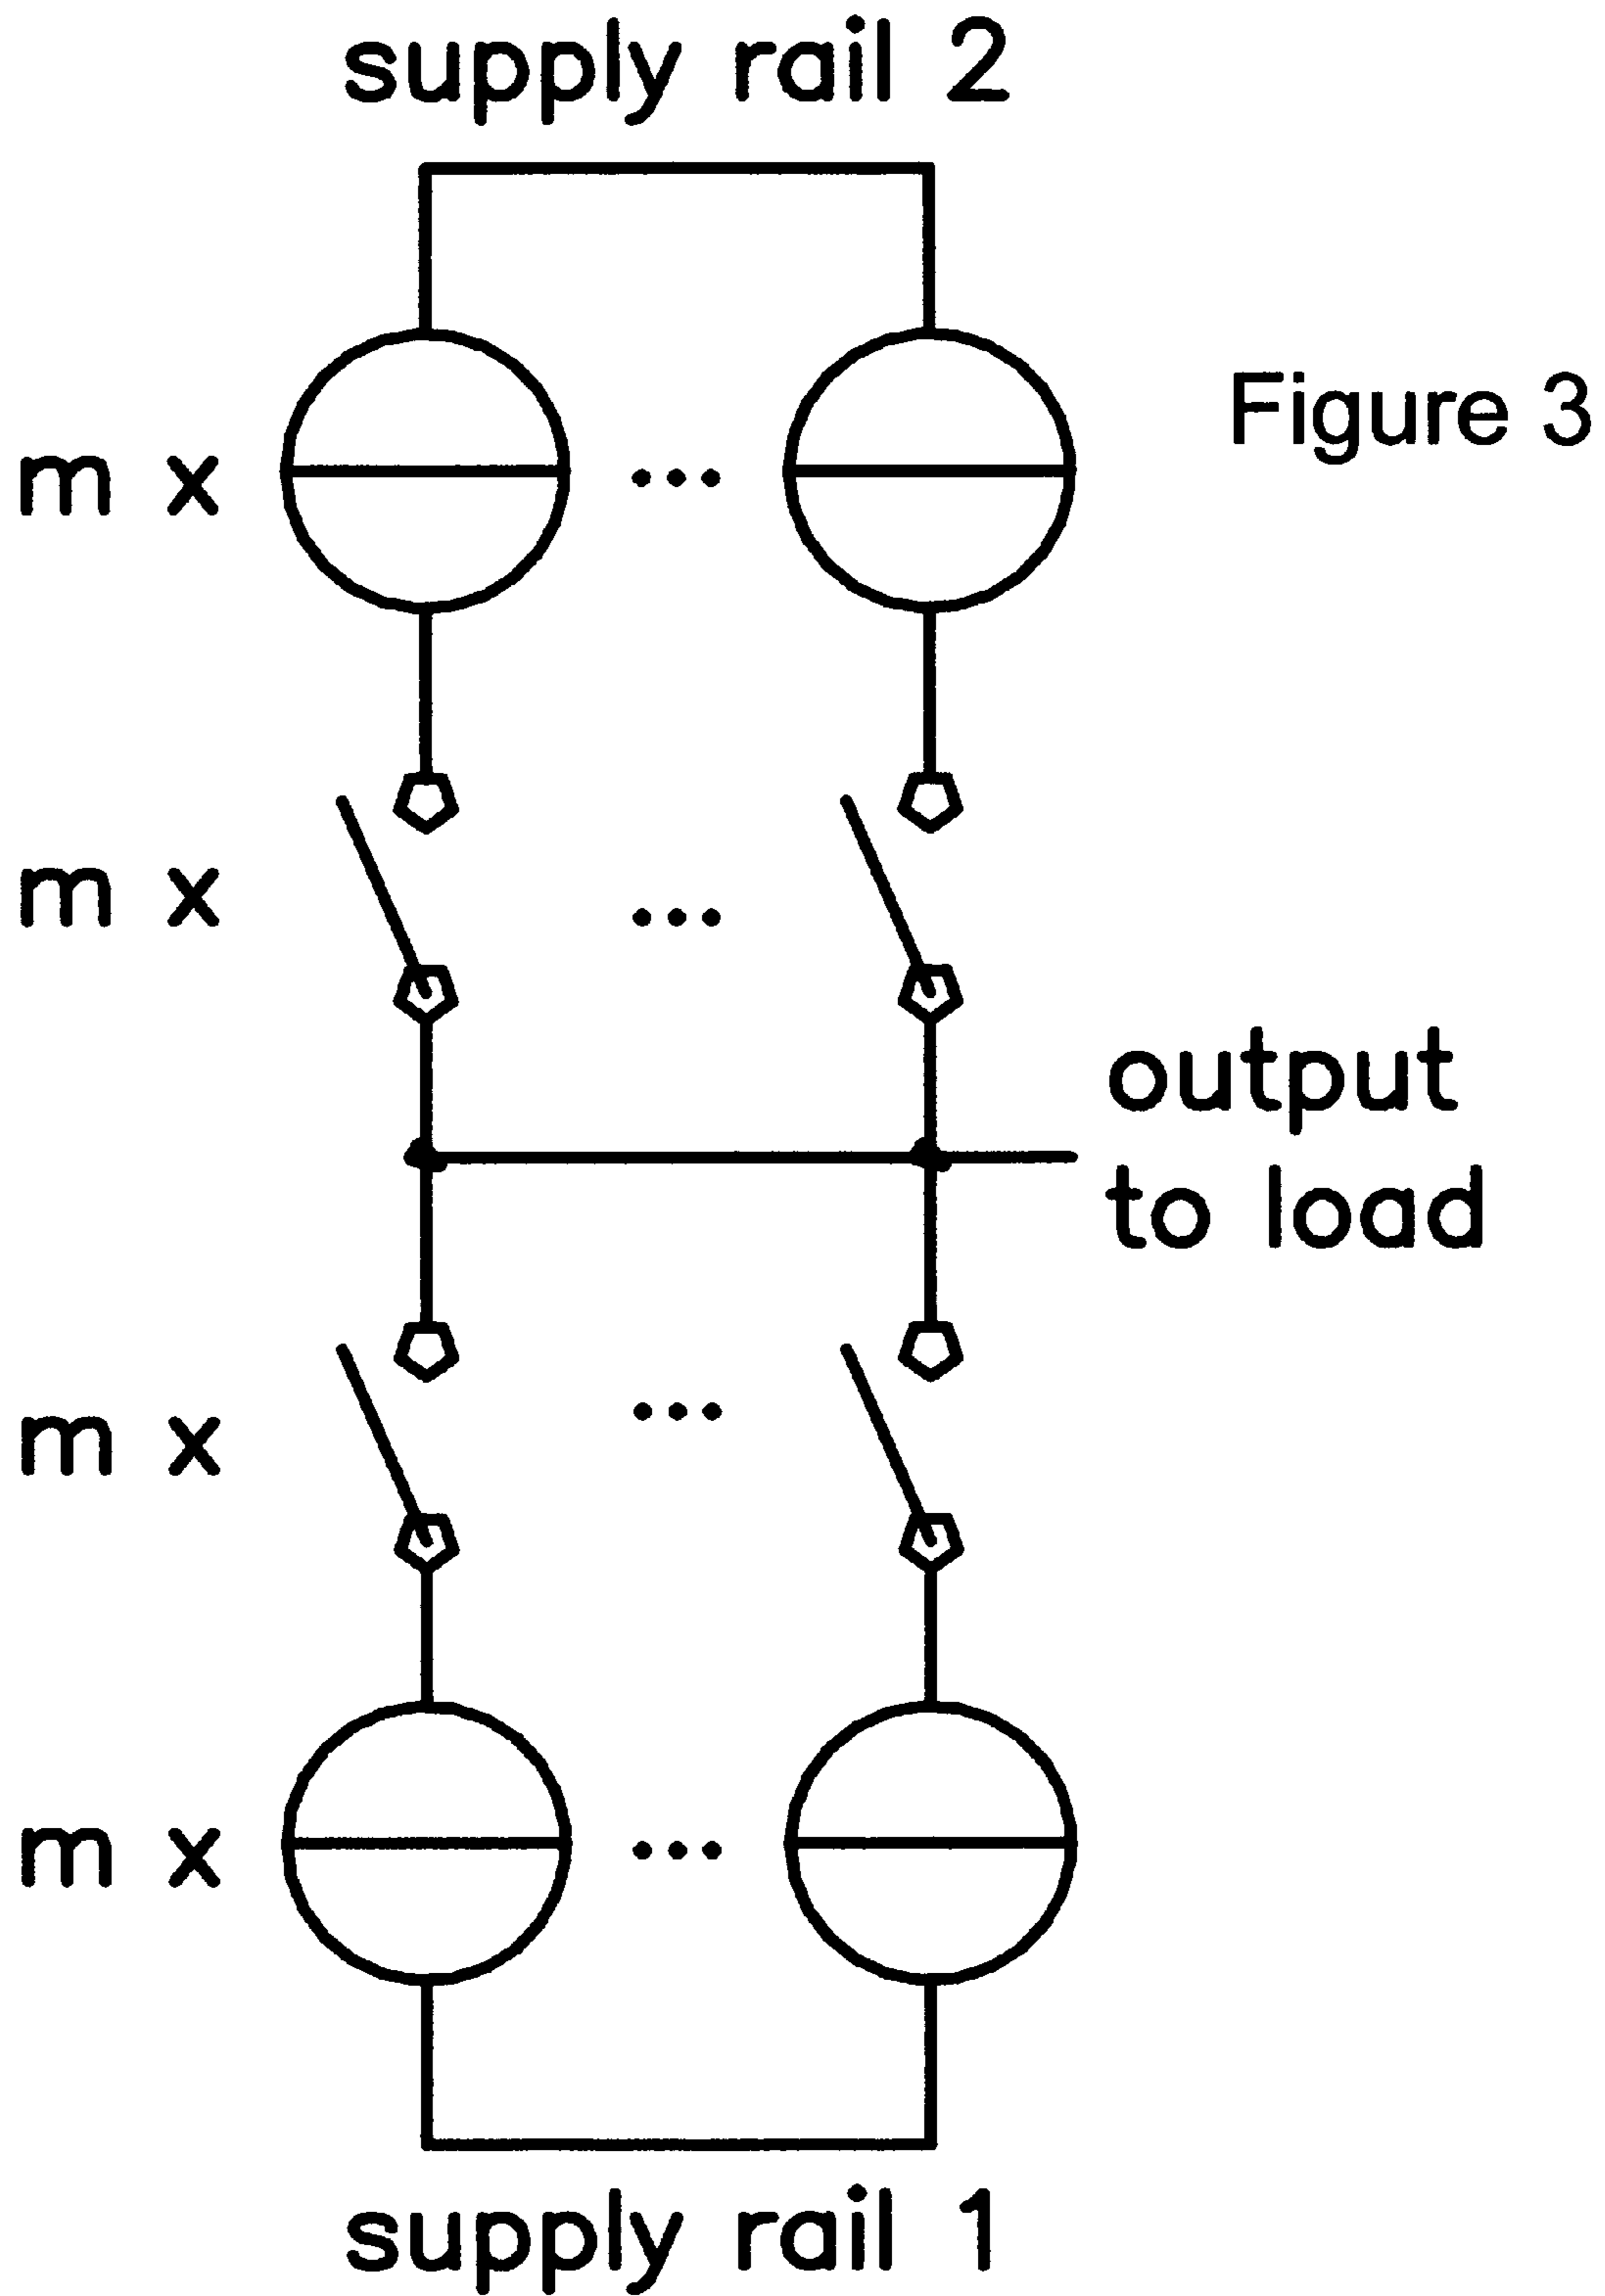 supply rail 2
Figure 3
m x
...
m x
...
output
to load
m x
...
m x
...
supply rail 1